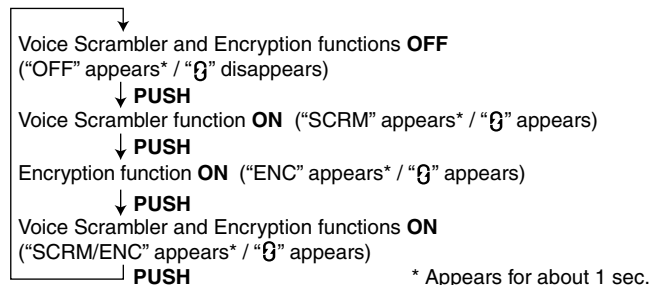 Voice Scrambler and Encryption functions OFF
(“OFF” appears* / “” disappears)
PUSH
Voice Scrambler function ON (“SCRM” appears* / “” appears)
PUSH
Encryption function ON (“ENC” appears* / “” appears)
PUSH
Voice Scrambler and Encryption functions ON
(“SCRM/ENC” appears* / “” appears)
PUSH
* Appears for about 1 sec.